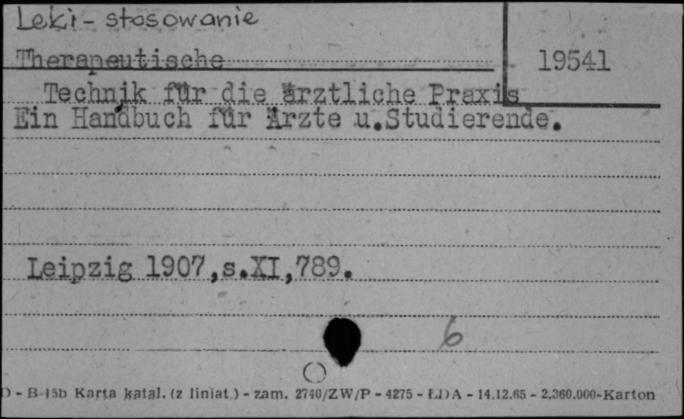 Leki - stosowanie
Therapeutische
19541
Technik für die ärztliche Praxis
Ein Handbuch für Ärzte u.Studierende.
Leipzig 1907,s.XI,789.
6
D - B-15b Karta katal. (z liniat.) - zam. 2740/ZW/P - 4275 - ŁDA - 14.12.65 - 2.360.000-Karton